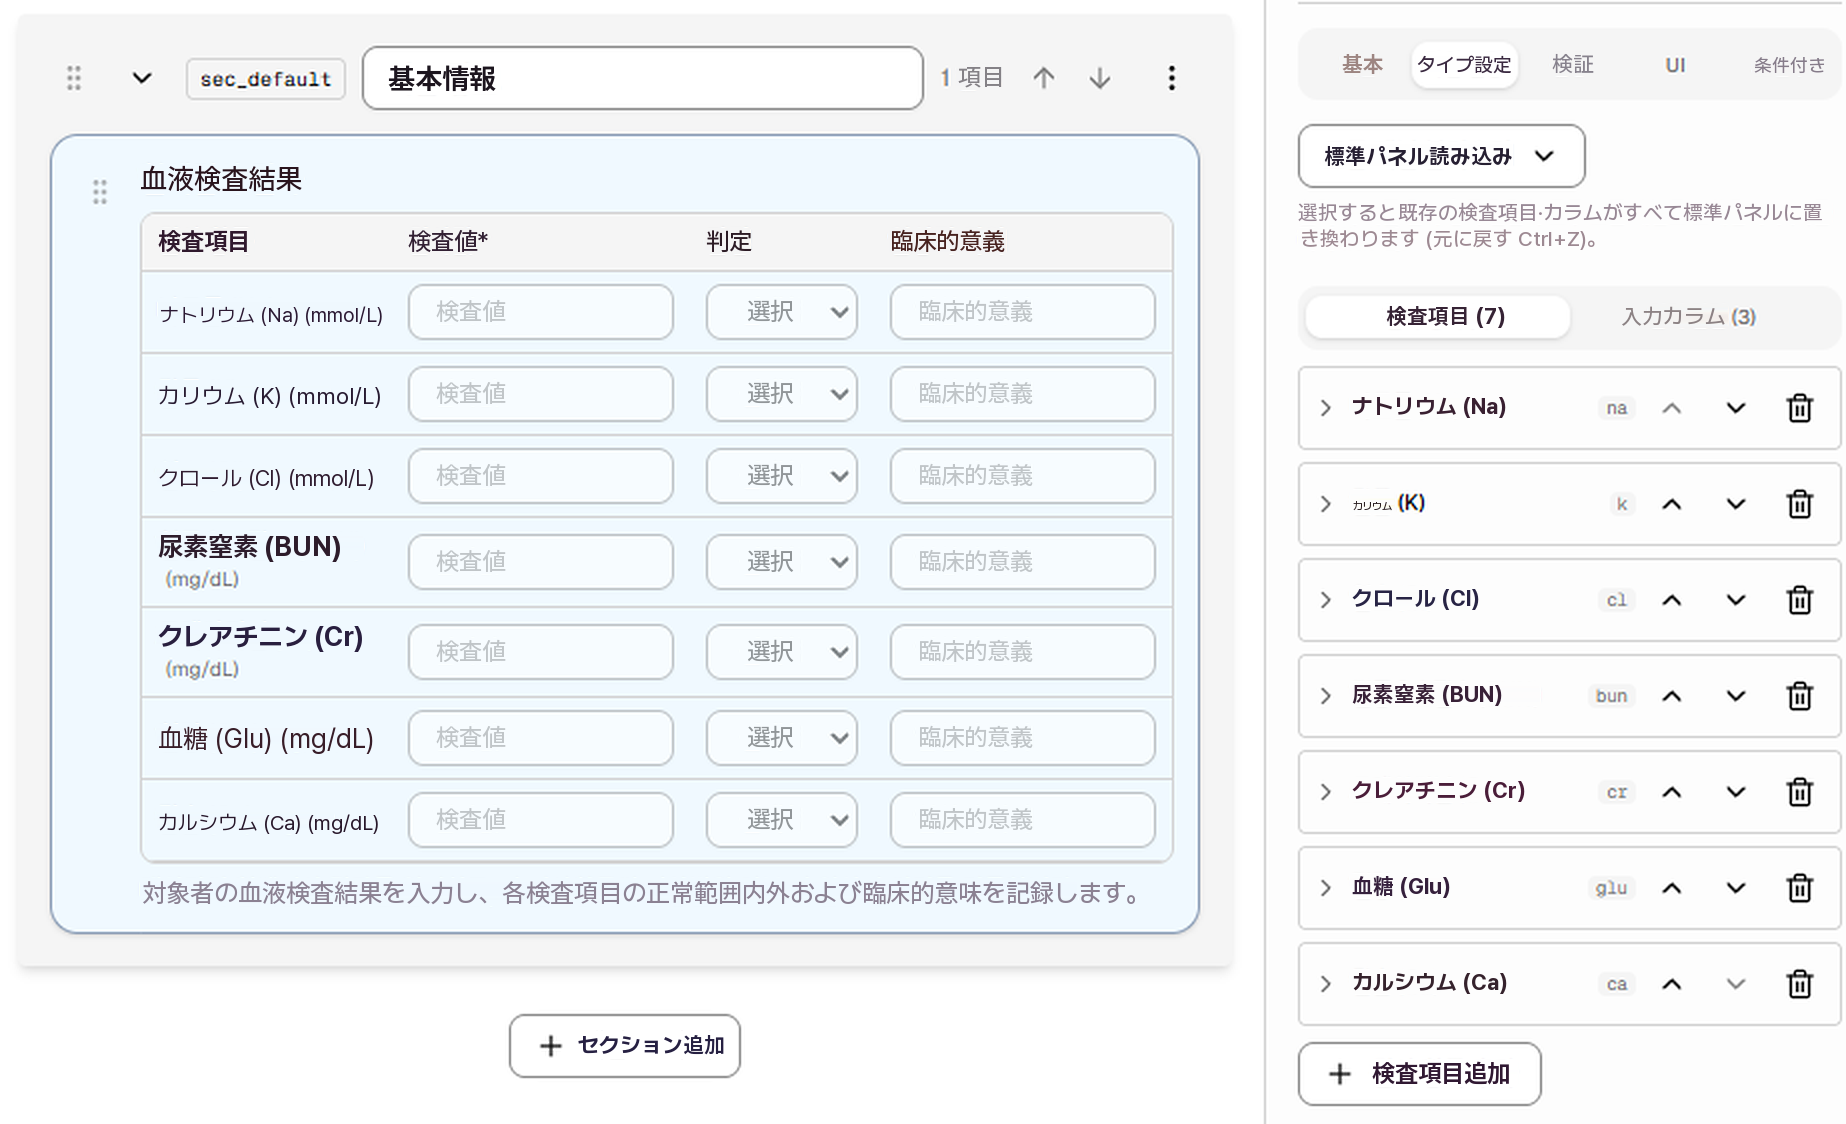 sec_default 基本情報 1 項目
血液検査結果
検査項目 検査値* 判定 臨床的意義
ナトリウム (Na) (mmol/L) 検査値 選択 臨床的意義
カリウム (K) (mmol/L) 検査値 選択 臨床的意義
クロール (Cl) (mmol/L) 検査値 選択 臨床的意義
尿素窒素 (BUN)
(mg/dL) 検査値 選択 臨床的意義
クレアチニン (Cr)
(mg/dL) 検査値 選択 臨床的意義
血糖 (Glu) (mg/dL) 検査値 選択 臨床的意義
カルシウム (Ca) (mg/dL) 検査値 選択 臨床的意義
対象者の血液検査結果を入力し、各検査項目の正常範囲内外および臨床的意味を記録します。
+ セクション追加
基本 タイプ設定 検証 UI 条件付き
標準パネル読み込み
選択すると既存の検査項目·カラムがすべて標準パネルに置
き換わります (元に戻す Ctrl+Z)。
検査項目 (7) 入力カラム (3)
ナトリウム (Na) na
カリウム (K) k
クロール (Cl) cl
尿素窒素 (BUN) bun
クレアチニン (Cr) cr
血糖 (Glu) glu
カルシウム (Ca) ca
+ 検査項目追加